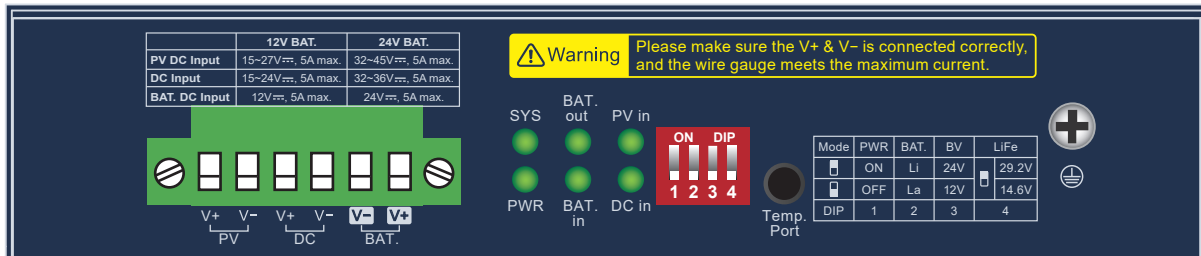 12V BAT. 24V BAT.
PV DC Input 15~27V⎓, 5A max. 32~45V⎓, 5A max.
DC Input 15~24V⎓, 5A max. 32~36V⎓, 5A max.
BAT. DC Input 12V⎓, 5A max. 24V⎓, 5A max.
Warning
Please make sure the V+ & V− is connected correctly,
and the wire gauge meets the maximum current.
SYS BAT. out PV in
PWR BAT. in DC in
ON DIP
1 2 3 4
Temp.
Port
Mode PWR BAT. BV LiFe
ON Li 24V 29.2V
OFF La 12V 14.6V
DIP 1 2 3 4
V+ V− V+ V− V− V+
PV DC BAT.